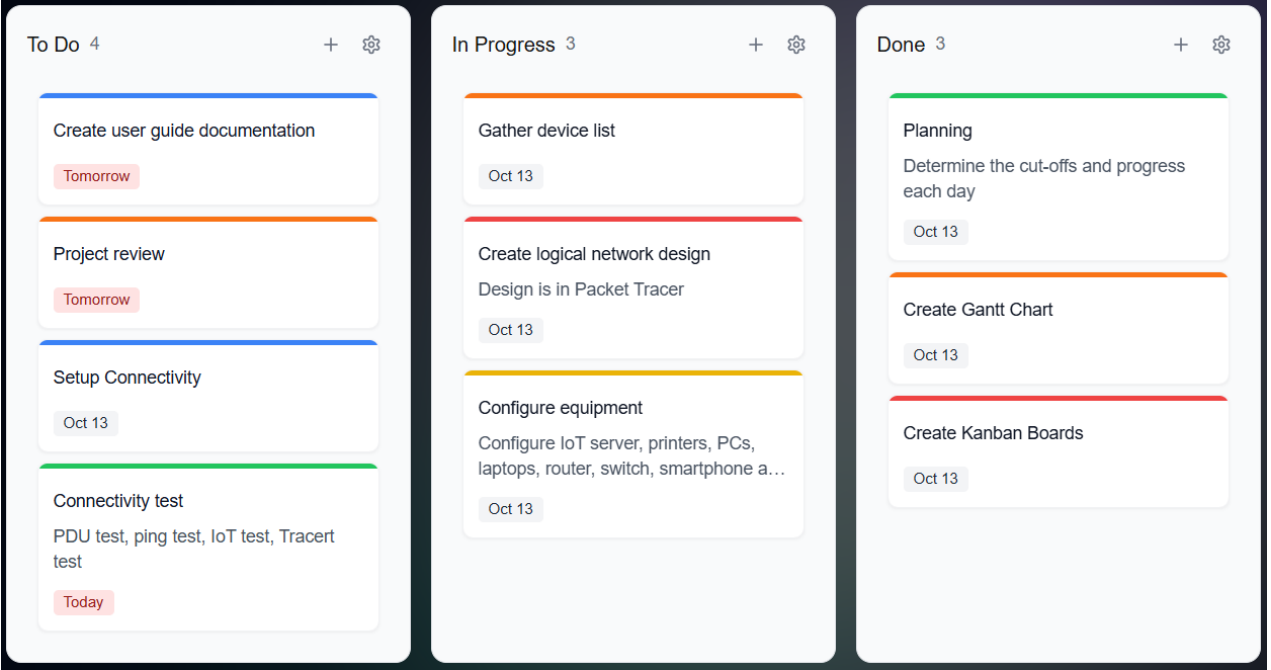 To Do 4
Create user guide documentation
Tomorrow
Project review
Tomorrow
Setup Connectivity
Oct 13
Connectivity test
PDU test, ping test, IoT test, Tracert
test
Today
In Progress 3
Gather device list
Oct 13
Create logical network design
Design is in Packet Tracer
Oct 13
Configure equipment
Configure IoT server, printers, PCs,
laptops, router, switch, smartphone a...
Oct 13
Done 3
Planning
Determine the cut-offs and progress
each day
Oct 13
Create Gantt Chart
Oct 13
Create Kanban Boards
Oct 13